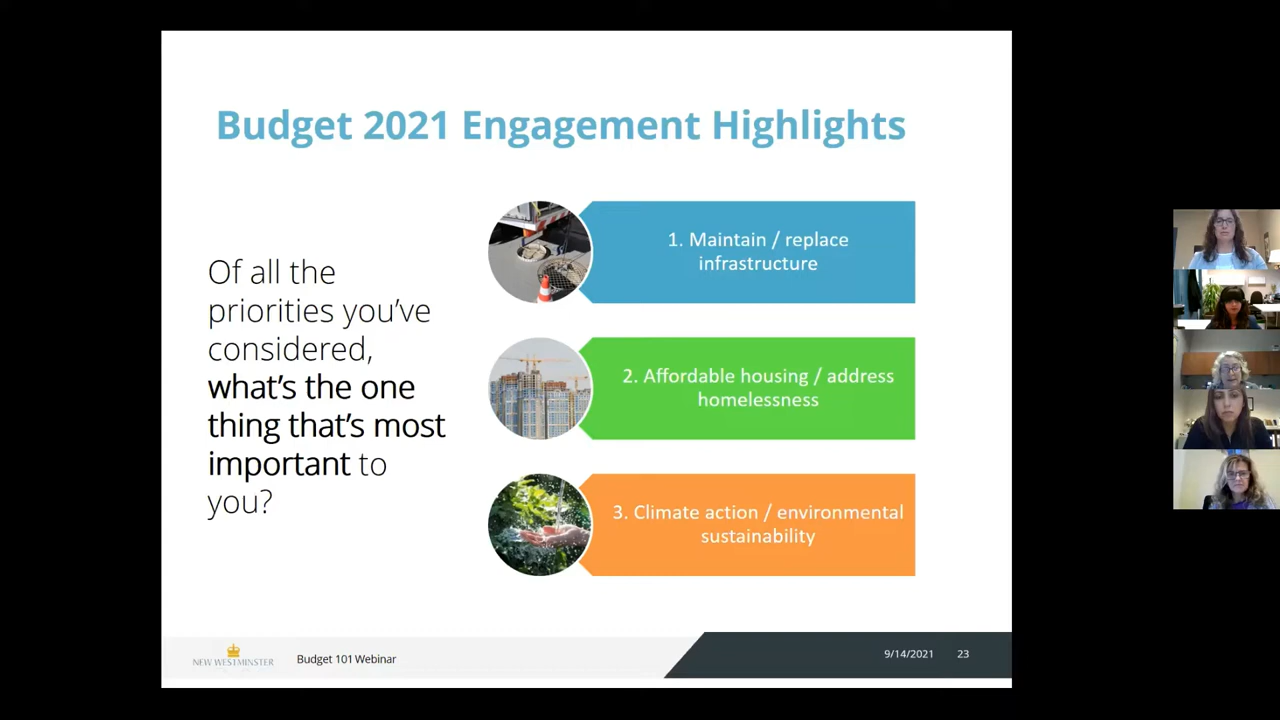 Budget 2021 Engagement Highlights
Of all the
priorities you’ve
considered,
what’s the one
thing that’s most
important to
you?
1. Maintain / replace
infrastructure
2. Affordable housing / address
homelessness
3. Climate action / environmental
sustainability
NEW WESTMINSTER
Budget 101 Webinar
9/14/2021
23